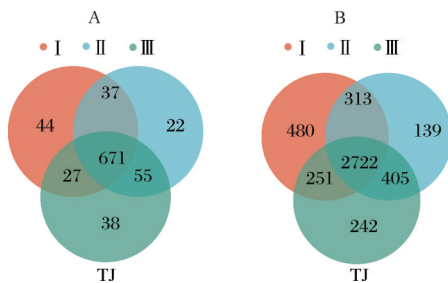 A
Ⅰ Ⅱ Ⅲ
37
44 22
671
27 55
38
TJ
B
Ⅰ Ⅱ Ⅲ
313
480 139
2722
251 405
242
TJ